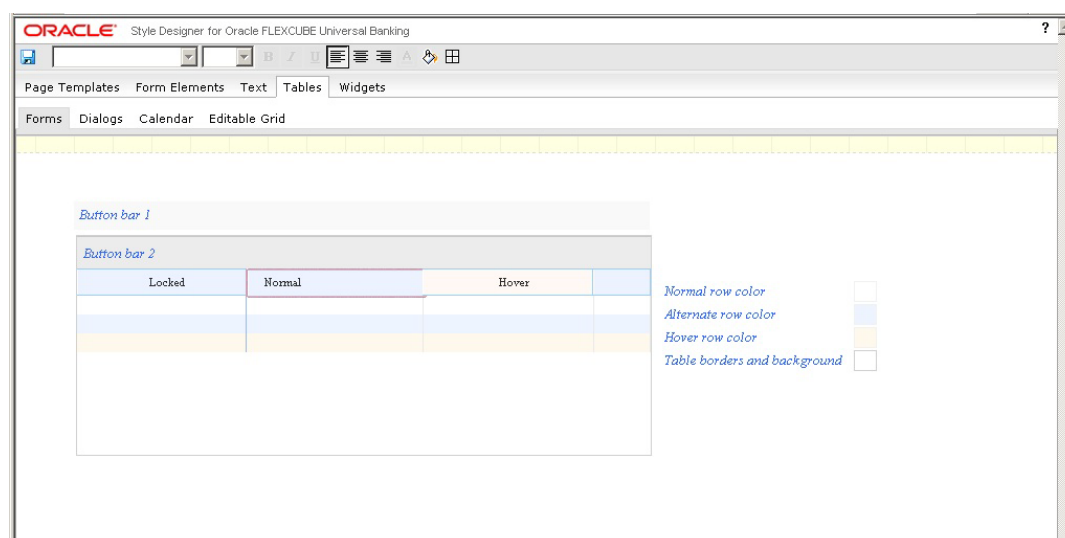 ORACLE® Style Designer for Oracle FLEXCUBE Universal Banking ?
B I U A
Page Templates Form Elements Text Tables Widgets
Forms Dialogs Calendar Editable Grid
Button bar 1
Button bar 2
Locked Normal Hover
Normal row color
Alternate row color
Hover row color
Table borders and background